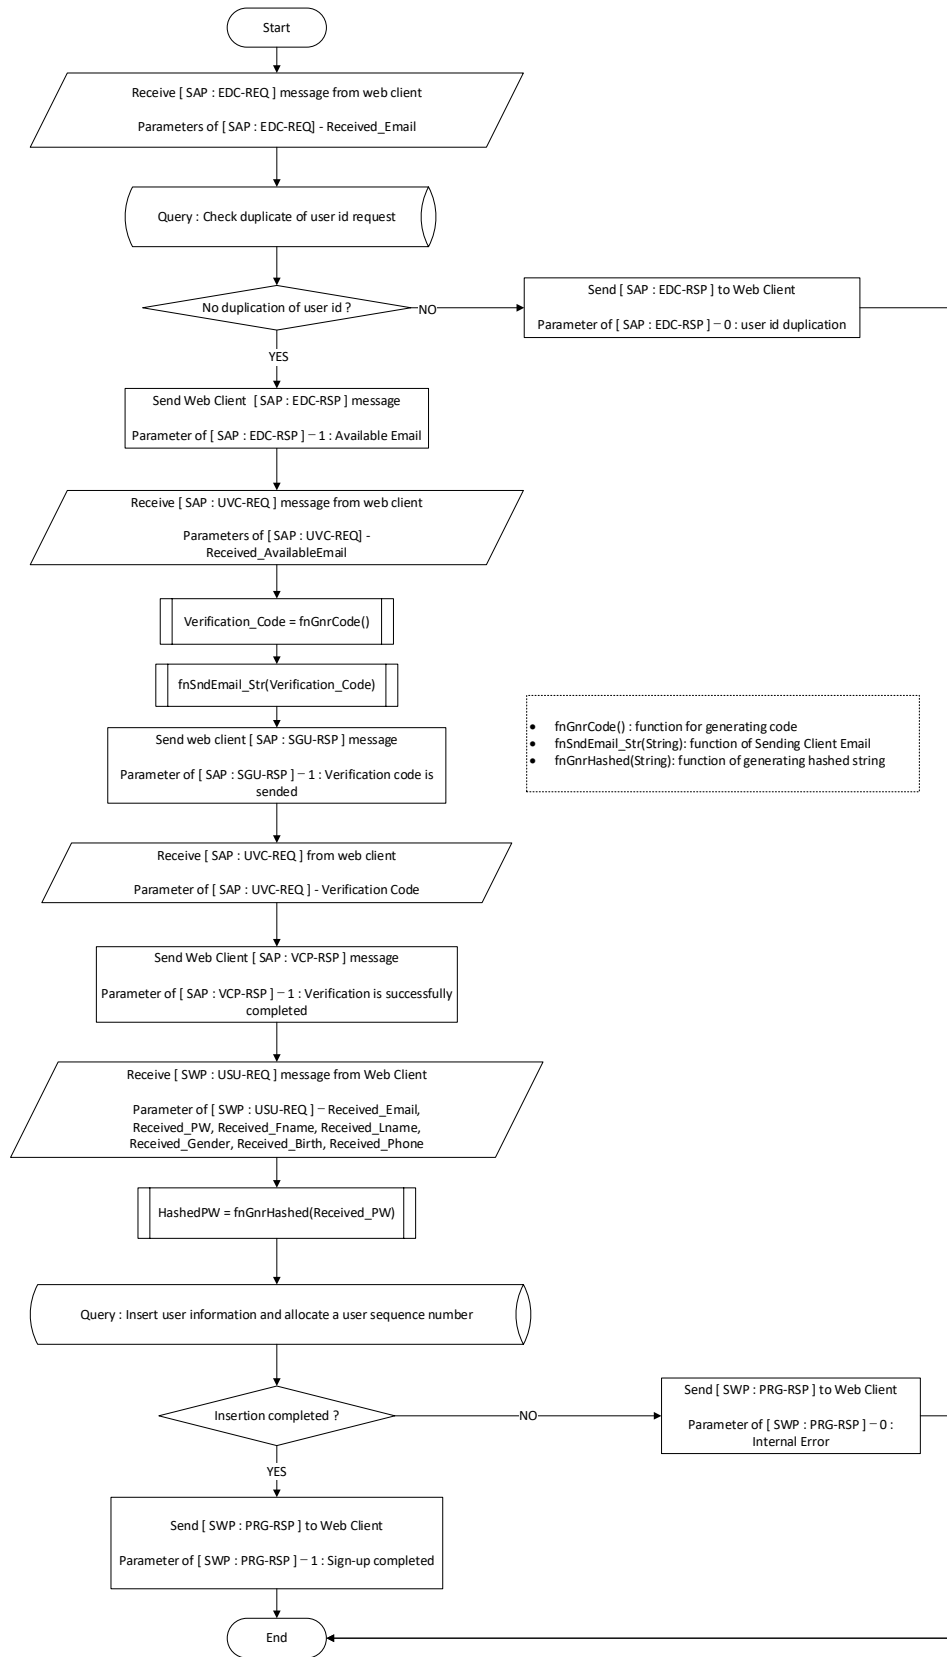 Start
Receive [ SAP : EDC-REQ ] message from web client
Parameters of [ SAP : EDC-REQ] - Received_Email
Query : Check duplicate of user id request
No duplication of user id ?
NO
Send [ SAP : EDC-RSP ] to Web Client
Parameter of [ SAP : EDC-RSP ] – 0 : user id duplication
YES
Send Web Client  [ SAP : EDC-RSP ] message
Parameter of [ SAP : EDC-RSP ] – 1 : Available Email
Receive [ SAP : UVC-REQ ] message from web client
Parameters of [ SAP : UVC-REQ] -
Received_AvailableEmail
Verification_Code = fnGnrCode()
fnSndEmail_Str(Verification_Code)
Send web client [ SAP : SGU-RSP ] message
Parameter of [ SAP : SGU-RSP ] – 1 : Verification code is
sended
• fnGnrCode() : function for generating code
• fnSndEmail_Str(String): function of Sending Client Email
• fnGnrHashed(String): function of generating hashed string
Receive [ SAP : UVC-REQ ] from web client
Parameter of [ SAP : UVC-REQ ] - Verification Code
Send Web Client [ SAP : VCP-RSP ] message
Parameter of [ SAP : VCP-RSP ] – 1 : Verification is successfully
completed
Receive [ SWP : USU-REQ ] message from Web Client
Parameter of [ SWP : USU-REQ ] – Received_Email,
Received_PW, Received_Fname, Received_Lname,
Received_Gender, Received_Birth, Received_Phone
HashedPW = fnGnrHashed(Received_PW)
Query : Insert user information and allocate a user sequence number
Insertion completed ?
NO
Send [ SWP : PRG-RSP ] to Web Client
Parameter of [ SWP : PRG-RSP ] – 0 :
Internal Error
YES
Send [ SWP : PRG-RSP ] to Web Client
Parameter of [ SWP : PRG-RSP ] – 1 : Sign-up completed
End